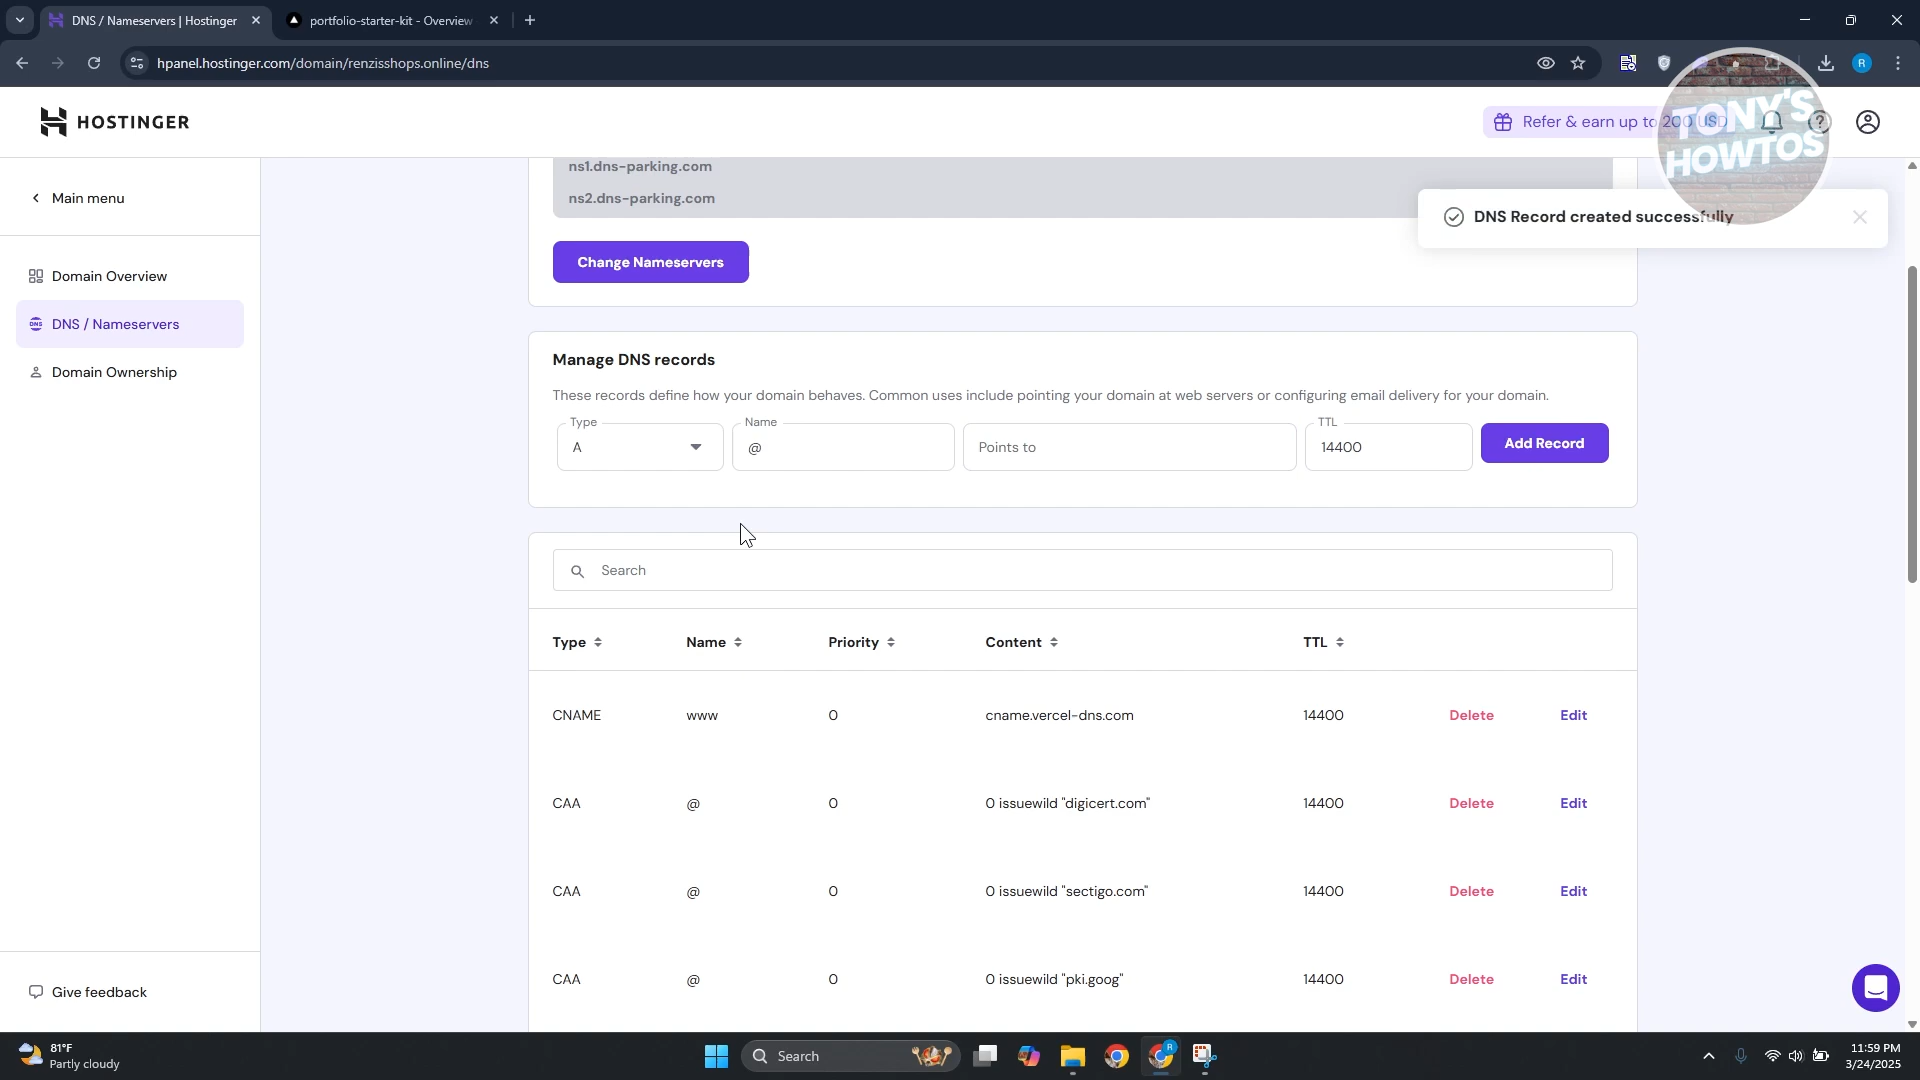 DNS / Nameservers | Hostinger
portfolio-starter-kit - Overview
hpanel.hostinger.com/domain/renzisshops.online/dns
R
HOSTINGER
Refer & earn up to 200 USD
TONY'S
HOWTOS
Main menu
ns1.dns-parking.com
ns2.dns-parking.com
DNS Record created successfully
Change Nameservers
Domain Overview
DNS DNS / Nameservers
Domain Ownership
Manage DNS records
These records define how your domain behaves. Common uses include pointing your domain at web servers or configuring email delivery for your domain.
Type Name TTL
A @ Points to 14400 Add Record
Search
Type Name Priority Content TTL
CNAME www 0 cname.vercel-dns.com 14400 Delete Edit
CAA @ 0 0 issuewild "digicert.com" 14400 Delete Edit
CAA @ 0 0 issuewild "sectigo.com" 14400 Delete Edit
CAA @ 0 0 issuewild "pki.goog" 14400 Delete Edit
Give feedback
81°F
Partly cloudy
Search
R
11:59 PM
3/24/2025